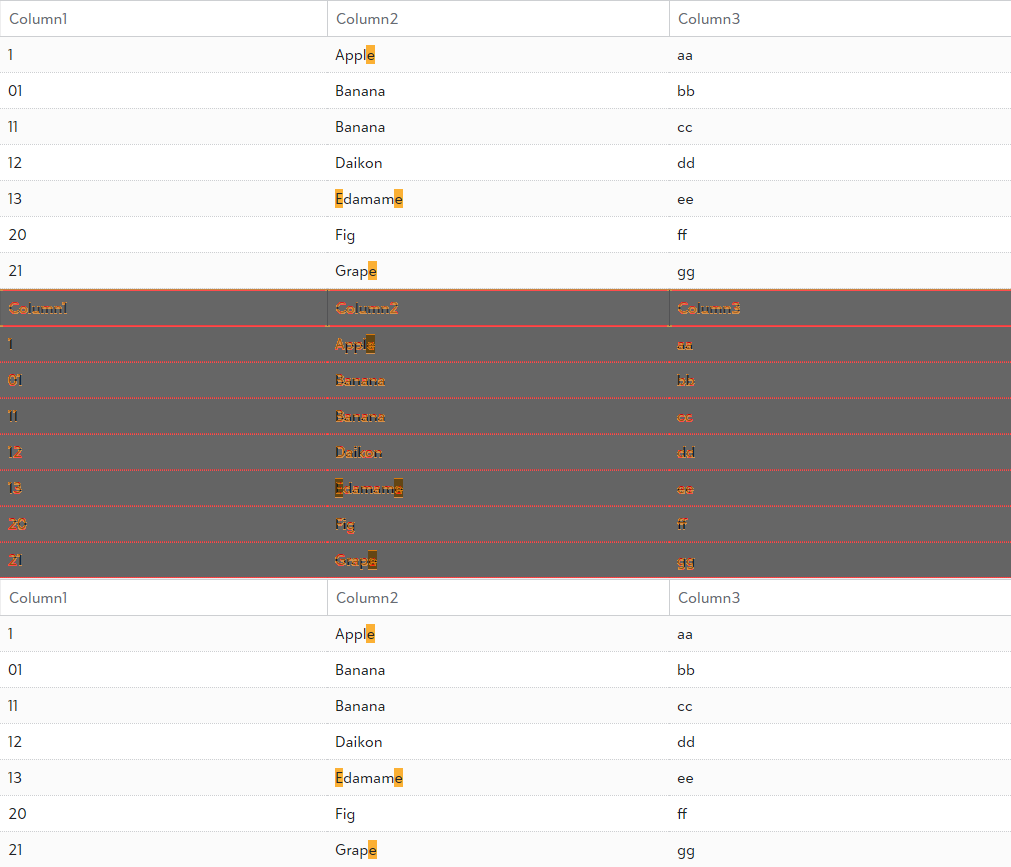 Column1 Column2 Column3
1 Apple aa
01 Banana bb
11 Banana cc
12 Daikon dd
13 Edamame ee
20 Fig ff
21 Grape gg
Column1 Column2 Column3
1 Apple aa
01 Banana bb
11 Banana cc
12 Daikon dd
13 Edamame ee
20 Fig ff
21 Grape gg
Column1 Column2 Column3
1 Apple aa
01 Banana bb
11 Banana cc
12 Daikon dd
13 Edamame ee
20 Fig ff
21 Grape gg